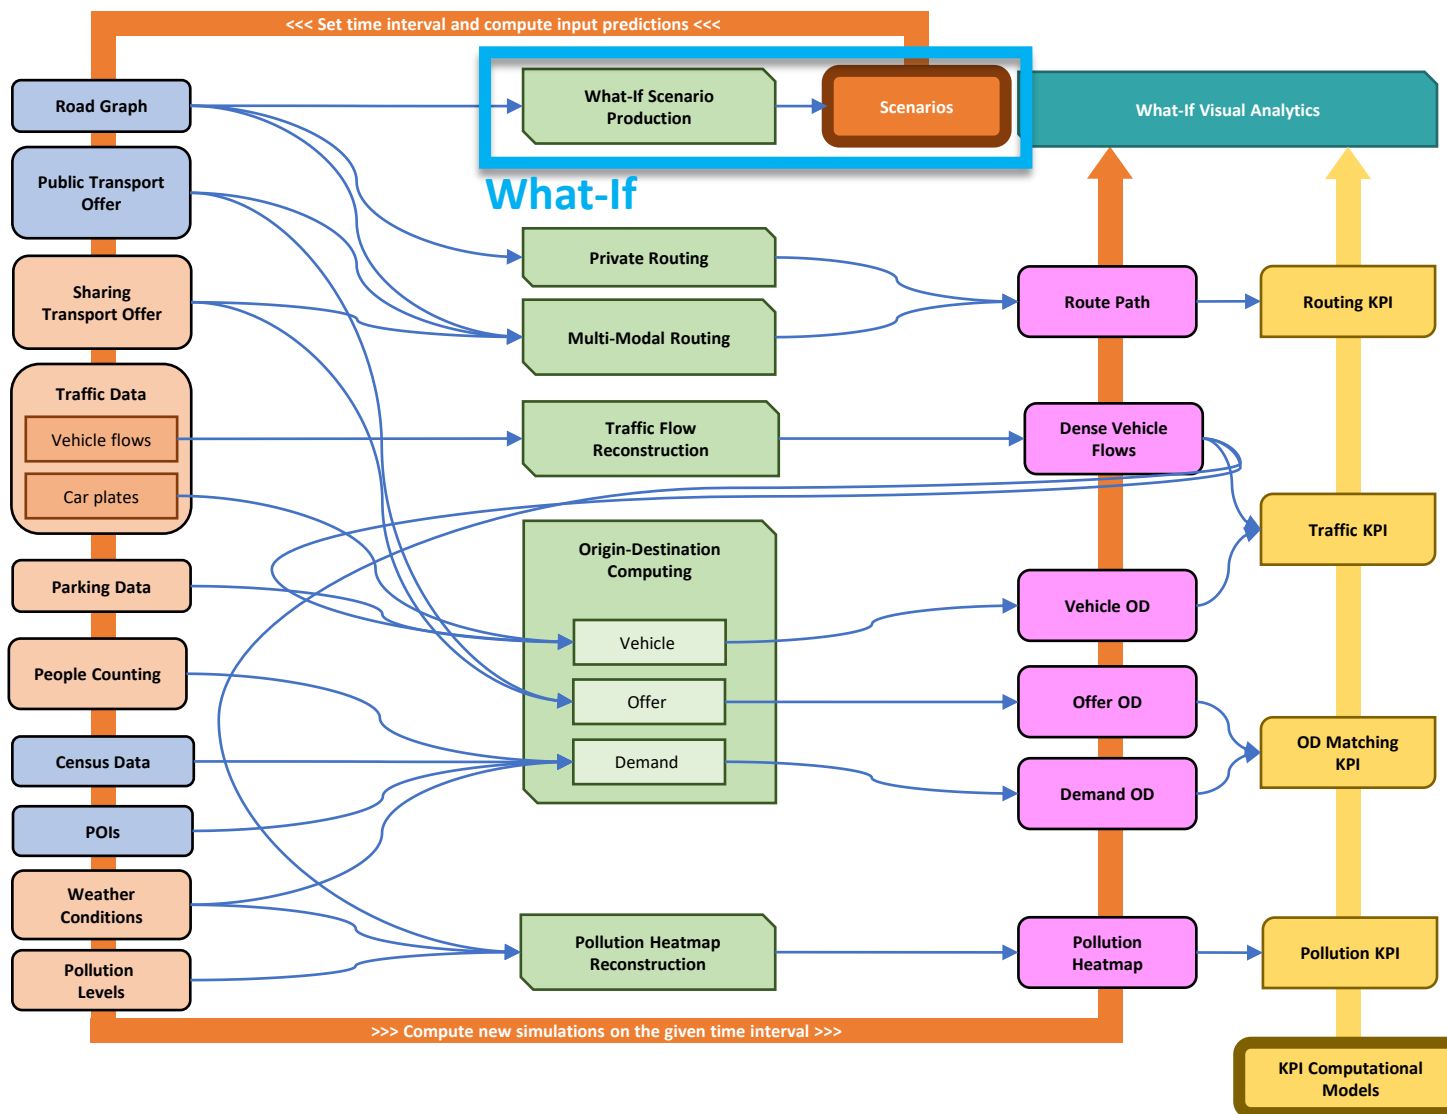 <<< Set time interval and compute input predictions <<<
Road Graph
What-If Scenario
Production
Scenarios
What-If Visual Analytics
Public Transport
Offer
What-If
Private Routing
Sharing
Transport Offer
Route Path
Routing KPI
Multi-Modal Routing
Traffic Data
Vehicle flows
Traffic Flow
Reconstruction
Dense Vehicle
Flows
Car plates
Traffic KPI
Origin-Destination
Computing
Parking Data
Vehicle OD
Vehicle
People Counting
Offer
Offer OD
Census Data
Demand
OD Matching
KPI
Demand OD
POIs
Weather
Conditions
Pollution Heatmap
Reconstruction
Pollution
Heatmap
Pollution KPI
Pollution
Levels
>>> Compute new simulations on the given time interval >>>
KPI Computational
Models